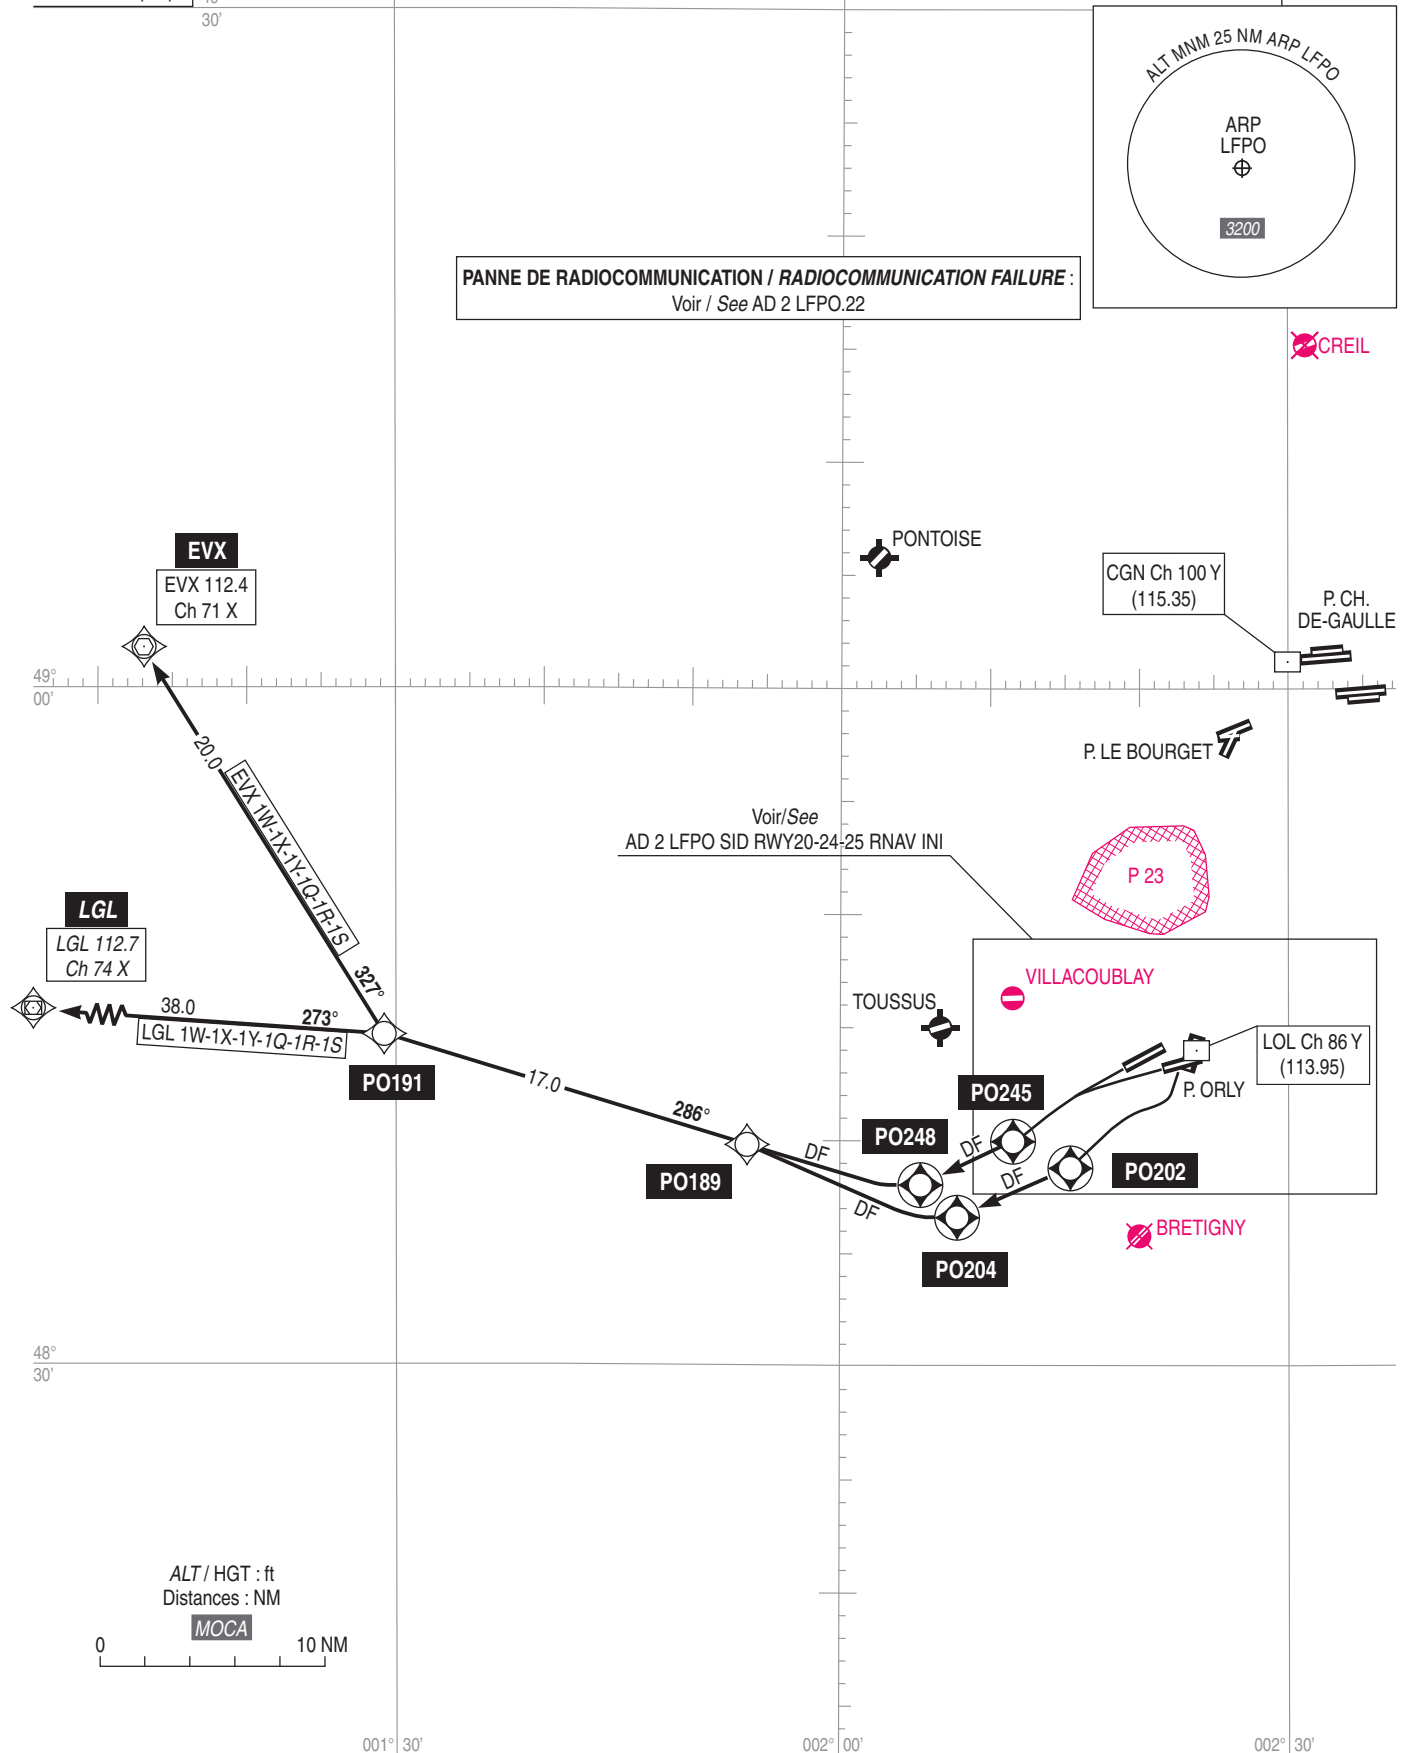 30'
ALT MNM 25 NM ARP LFPO
ARP
LFPO
3200
PANNE DE RADIOCOMMUNICATION / RADIOCOMMUNICATION FAILURE :
Voir / See AD 2 LFPO.22
CREIL
EVX
EVX 112.4
Ch 71 X
PONTOISE
CGN Ch 100 Y
(115.35)
P. CH.
DE-GAULLE
49°
00'
20.0
EVX 1W-1X-1Y-1Q-1R-1S
327°
P. LE BOURGET
Voir/See
AD 2 LFPO SID RWY20-24-25 RNAV INI
P 23
LGL
LGL 112.7
Ch 74 X
38.0
273°
LGL 1W-1X-1Y-1Q-1R-1S
VILLACOUBLAY
TOUSSUS
LOL Ch 86 Y
(113.95)
P. ORLY
PO191
17.0
286°
PO245
PO248
DF
DF
PO202
DF
PO189
DF
BRETIGNY
PO204
48°
30'
ALT / HGT : ft
Distances : NM
MOCA
0
10 NM
001° 30'
002° 00'
002° 30'